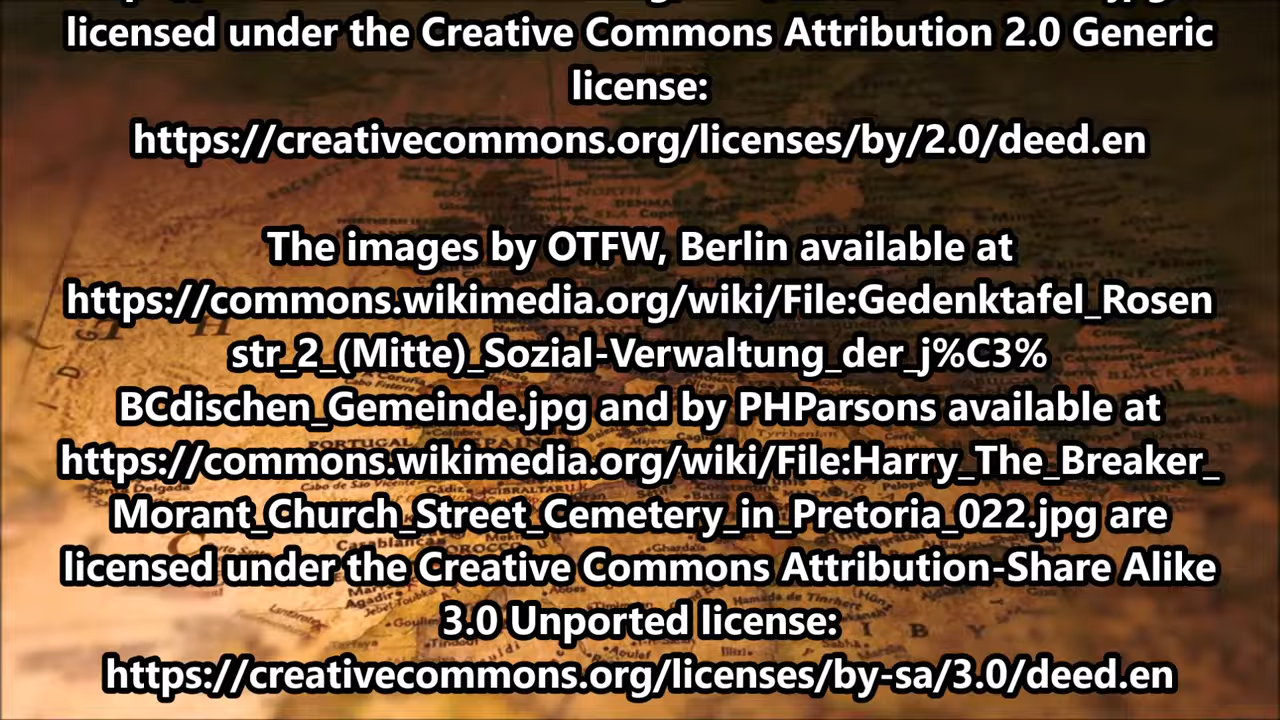 licensed under the Creative Commons Attribution 2.0 Generic
license:
https://creativecommons.org/licenses/by/2.0/deed.en
The images by OTFW, Berlin available at
https://commons.wikimedia.org/wiki/File:Gedenktafel_Rosen
str_2_(Mitte)_Sozial-Verwaltung_der_j%C3%
BCdischen_Gemeinde.jpg and by PHParsons available at
https://commons.wikimedia.org/wiki/File:Harry_The_Breaker_
Morant_Church_Street_Cemetery_in_Pretoria_022.jpg are
licensed under the Creative Commons Attribution-Share Alike
3.0 Unported license:
https://creativecommons.org/licenses/by-sa/3.0/deed.en